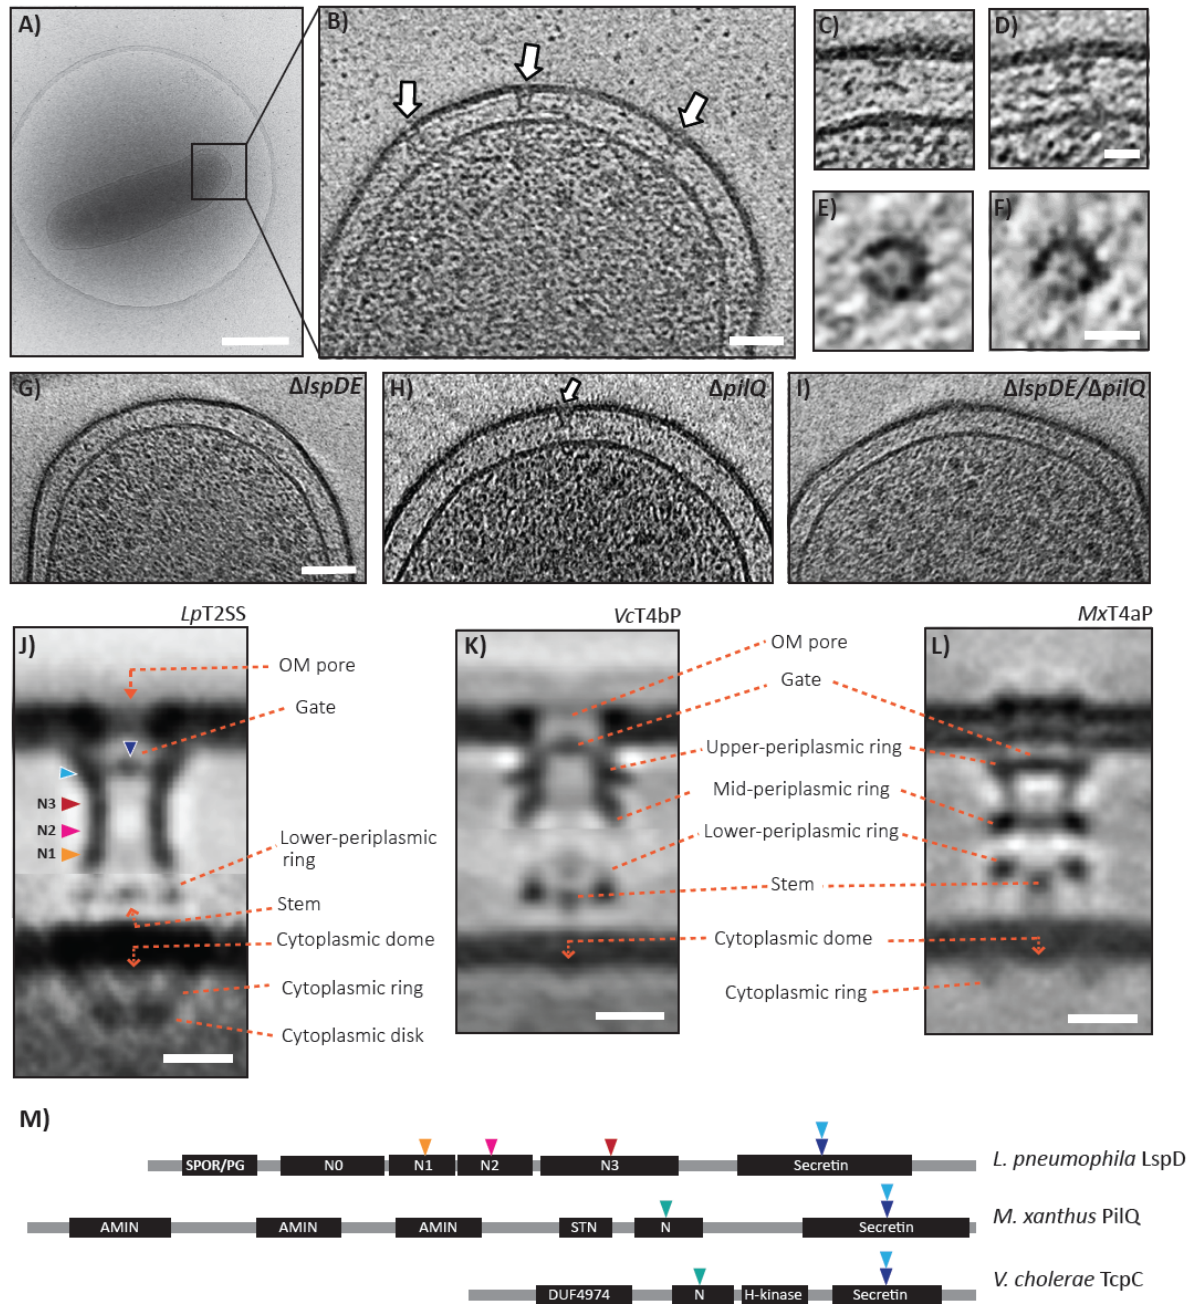 A)
B)
C)
D)
E)
F)
G)
ΔlspDE
H)
ΔpilQ
I)
ΔlspDE/ΔpilQ
LpT2SS
J)
OM pore
Gate
N3
N2
N1
Lower-periplasmic
ring
Stem
Cytoplasmic dome
Cytoplasmic ring
Cytoplasmic disk
VcT4bP
K)
OM pore
Gate
Upper-periplasmic ring
Mid-periplasmic ring
Lower-periplasmic ring
Stem
Cytoplasmic dome
Cytoplasmic ring
MxT4aP
L)
M)
SPOR/PG N0 N1 N2 N3 Secretin L. pneumophila LspD
AMIN AMIN AMIN STN N Secretin M. xanthus PilQ
DUF4974 N H-kinase Secretin V. cholerae TcpC